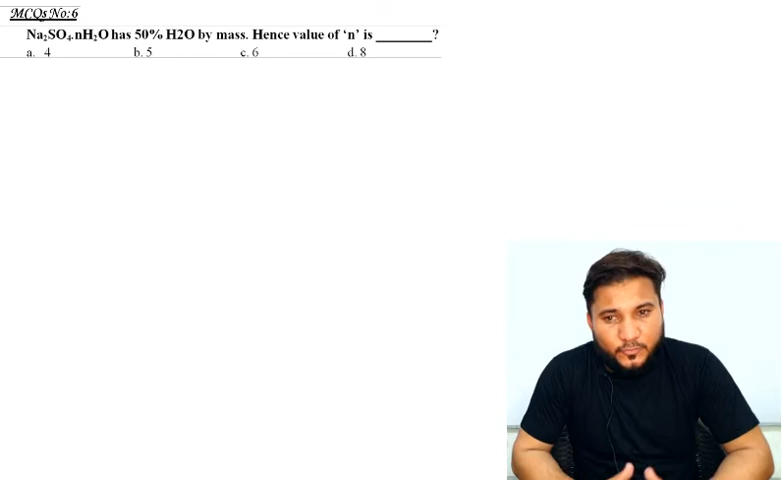 MCQs No:6
Na₂SO₄.nH₂O has 50% H2O by mass. Hence value of ‘n’ is ________?
a. 4 b. 5 c. 6 d. 8